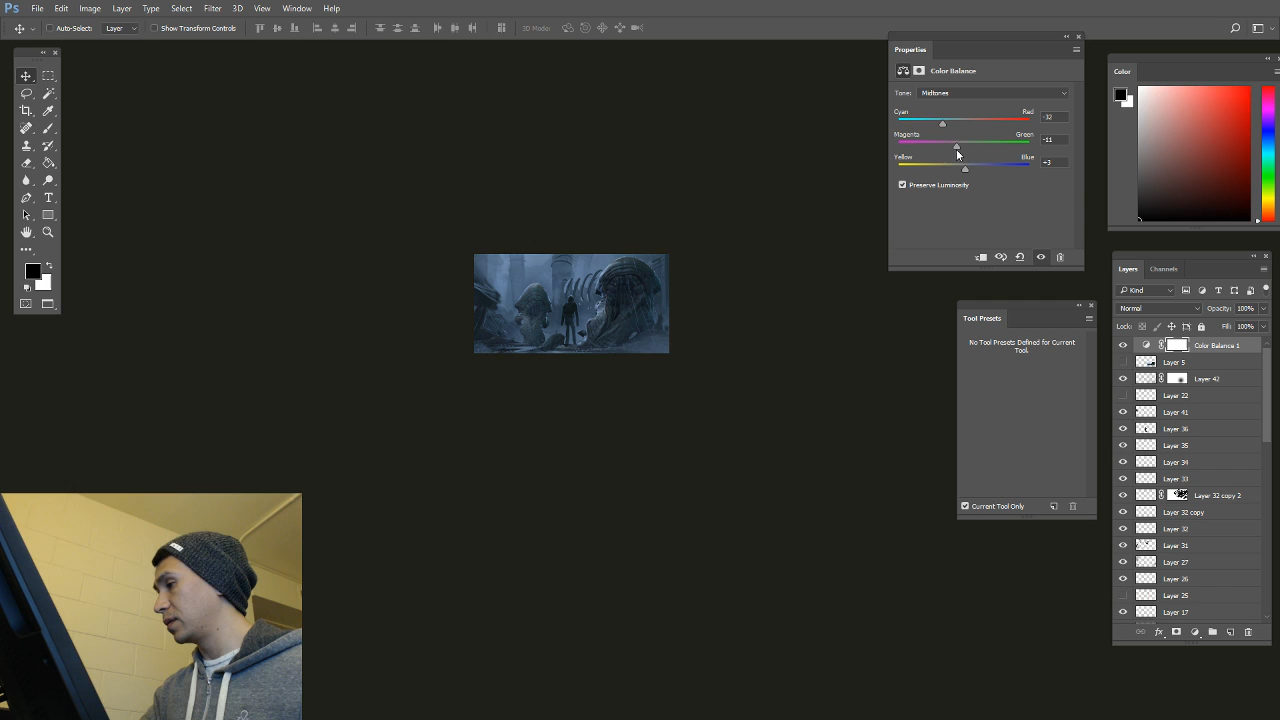 Ps File Edit Image Layer Type Select Filter 3D View Window Help
Auto-Select: Layer Show Transform Controls 3D Mode:
Properties
Color Balance
Tone: Midtones
Cyan Red -32
Magenta Green -11
Yellow Blue +3
Preserve Luminosity
Color
Tool Presets
No Tool Presets Defined for Current
Tool.
Current Tool Only
Layers Channels
Kind
Normal Opacity: 100%
Lock: Fill: 100%
Color Balance 1
Layer 5
Layer 42
Layer 22
Layer 41
Layer 36
Layer 35
Layer 34
Layer 33
Layer 32 copy 2
Layer 32 copy
Layer 32
Layer 31
Layer 27
Layer 26
Layer 25
Layer 17
fx